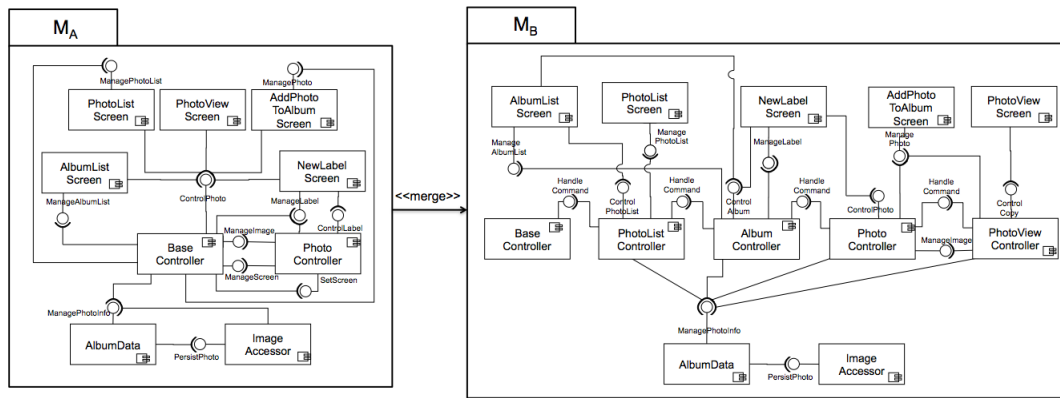 M_A
ManagePhotoList
ManagePhoto
PhotoList
Screen
PhotoView
Screen
AddPhoto
ToAlbum
Screen
AlbumList
Screen
NewLabel
Screen
ManageAlbumList
ControlPhoto
ManageLabel
ControlLabel
Base
Controller
ManageImage
ManageScreen
Photo
Controller
SetScreen
ManagePhotoInfo
AlbumData
PersistPhoto
Image
Accessor
<<merge>>
M_B
AlbumList
Screen
PhotoList
Screen
NewLabel
Screen
AddPhoto
ToAlbum
Screen
PhotoView
Screen
Manage
AlbumList
Manage
PhotoList
ManageLabel
Manage
Photo
Handle
Command
Control
PhotoList
Handle
Command
Control
Album
Handle
Command
ControlPhoto
Handle
Command
Control
Copy
Base
Controller
PhotoList
Controller
Album
Controller
Photo
Controller
ManageImage
PhotoView
Controller
ManagePhotoInfo
AlbumData
PersistPhoto
Image
Accessor